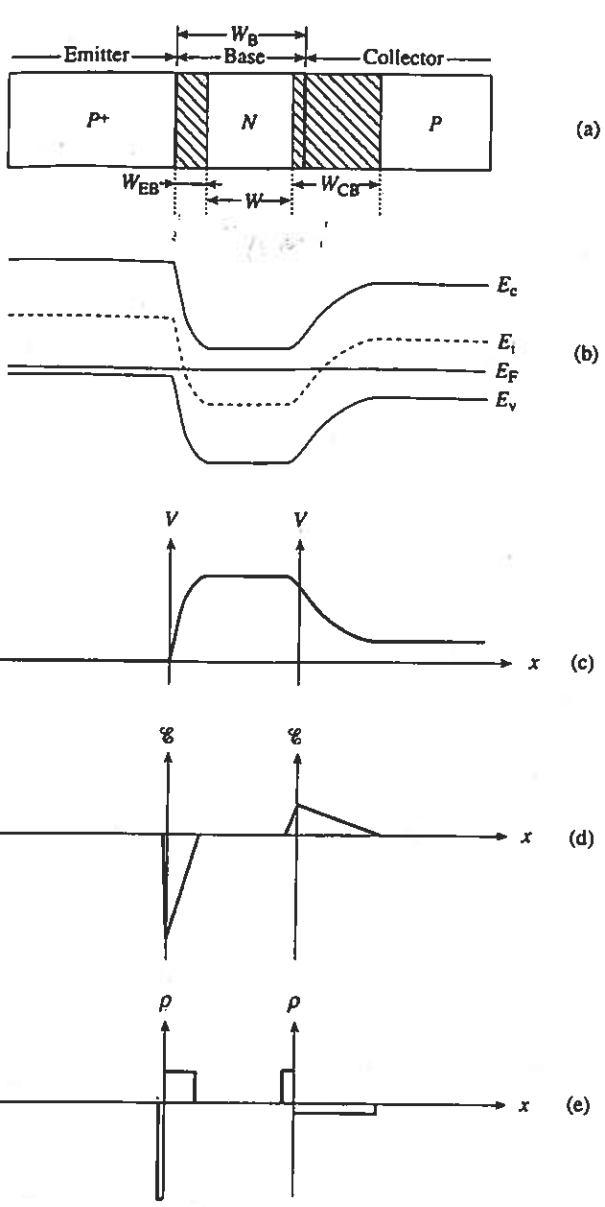 W_B
Emitter Base Collector
P+ N P (a)
W_EB W W_CB
E_c
E_i
(b)
E_F
E_v
V V
x (c)
ℰ ℰ
x (d)
ρ ρ
x (e)